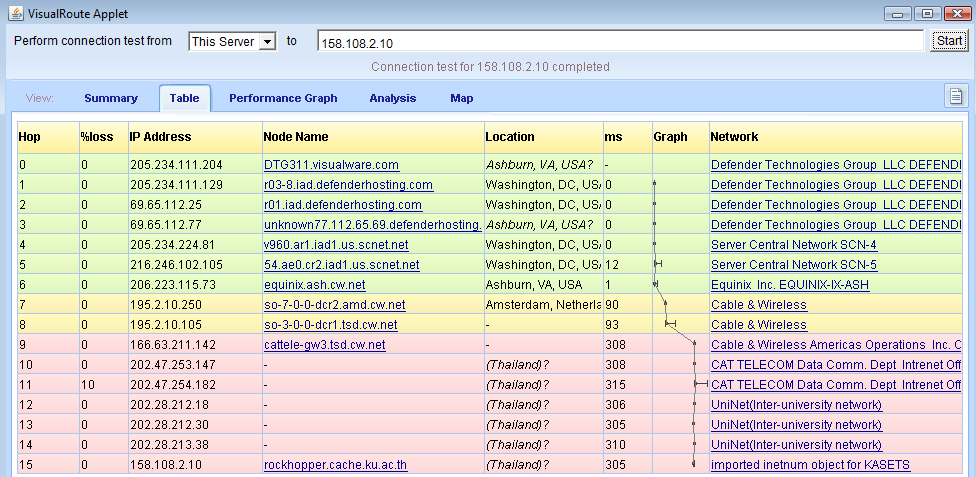 VisualRoute Applet
Perform connection test from This Server to 158.108.2.10 Start
Connection test for 158.108.2.10 completed
View: Summary Table Performance Graph Analysis Map
Hop %loss IP Address Node Name Location ms Graph Network
0 0 205.234.111.204 DTG311.visualware.com Ashburn, VA, USA? - Defender Technologies Group LLC DEFENDI
1 0 205.234.111.129 r03-8.iad.defenderhosting.com Washington, DC, USA 0 Defender Technologies Group LLC DEFENDI
2 0 69.65.112.25 r01.iad.defenderhosting.com Washington, DC, USA 0 Defender Technologies Group LLC DEFENDI
3 0 69.65.112.77 unknown77.112.65.69.defenderhosting. Ashburn, VA, USA? 0 Defender Technologies Group LLC DEFENDI
4 0 205.234.224.81 v960.ar1.iad1.us.scnet.net Washington, DC, USA 0 Server Central Network SCN-4
5 0 216.246.102.105 54.ae0.cr2.iad1.us.scnet.net Washington, DC, USA 12 Server Central Network SCN-5
6 0 206.223.115.73 equinix.ash.cw.net Ashburn, VA, USA 1 Equinix Inc. EQUINIX-IX-ASH
7 0 195.2.10.250 so-7-0-0-dcr2.amd.cw.net Amsterdam, Netherla 90 Cable & Wireless
8 0 195.2.10.105 so-3-0-0-dcr1.tsd.cw.net - 93 Cable & Wireless
9 0 166.63.211.142 cattele-gw3.tsd.cw.net - 308 Cable & Wireless Americas Operations Inc. C
10 0 202.47.253.147 - (Thailand)? 308 CAT TELECOM Data Comm. Dept Intrenet Off
11 10 202.47.254.182 - (Thailand)? 315 CAT TELECOM Data Comm. Dept Intrenet Off
12 0 202.28.212.18 - (Thailand)? 306 UniNet(Inter-university network)
13 0 202.28.212.30 - (Thailand)? 305 UniNet(Inter-university network)
14 0 202.28.213.38 - (Thailand)? 310 UniNet(Inter-university network)
15 0 158.108.2.10 rockhopper.cache.ku.ac.th (Thailand)? 305 imported inetnum object for KASETS